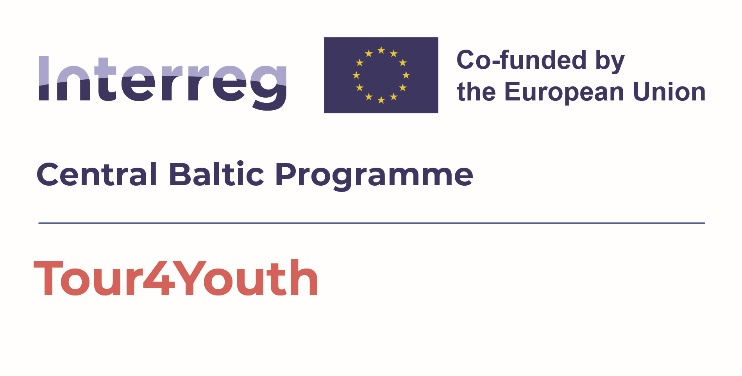 Interreg
Co-funded by
the European Union
Central Baltic Programme
Tour4Youth